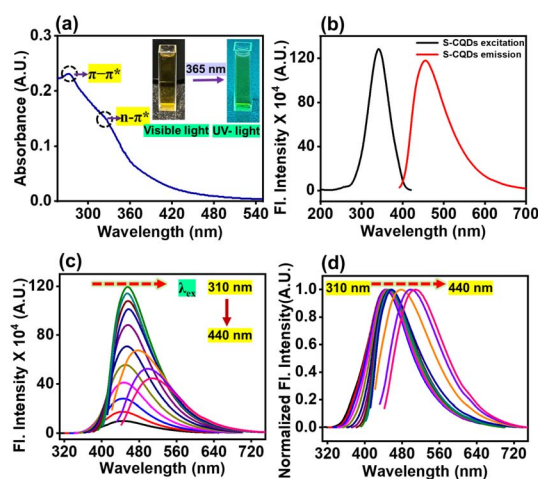 (a)
Absorbance (A.U.)
0.3
0.2
0.1
0.0
π−π*
n-π*
365 nm
Visible light
UV- light
300 360 420 480 540
Wavelength (nm)
(b)
Fl. Intensity X 10⁴ (A.U.)
120
90
60
30
0
S-CQDs excitation
S-CQDs emission
200 300 400 500 600 700
Wavelength (nm)
(c)
Fl. Intensity X 10⁴ (A.U.)
120
80
40
0
λex
310 nm
440 nm
320 400 480 560 640 720
Wavelength (nm)
(d)
Normalized Fl. Intensity(A.U.)
1.0
0.8
0.6
0.4
0.2
0.0
310 nm
440 nm
320 400 480 560 640 720
Wavelength (nm)